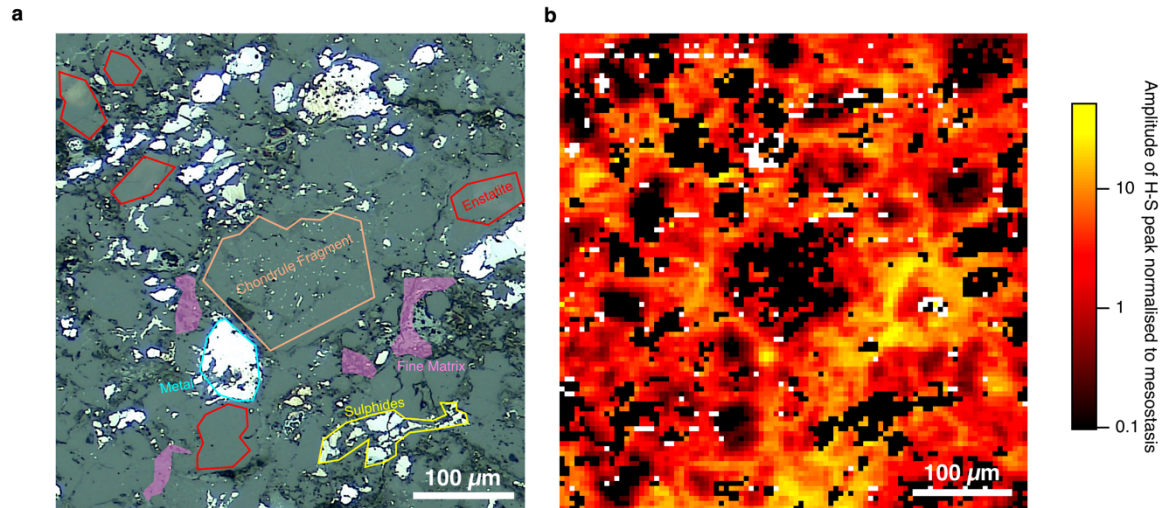 a
b
Enstatite
Chondrule Fragment
Metal
Fine Matrix
Sulphides
100 µm
100 µm
10
1
0.1
Amplitude of H-S peak normalised to mesostasis